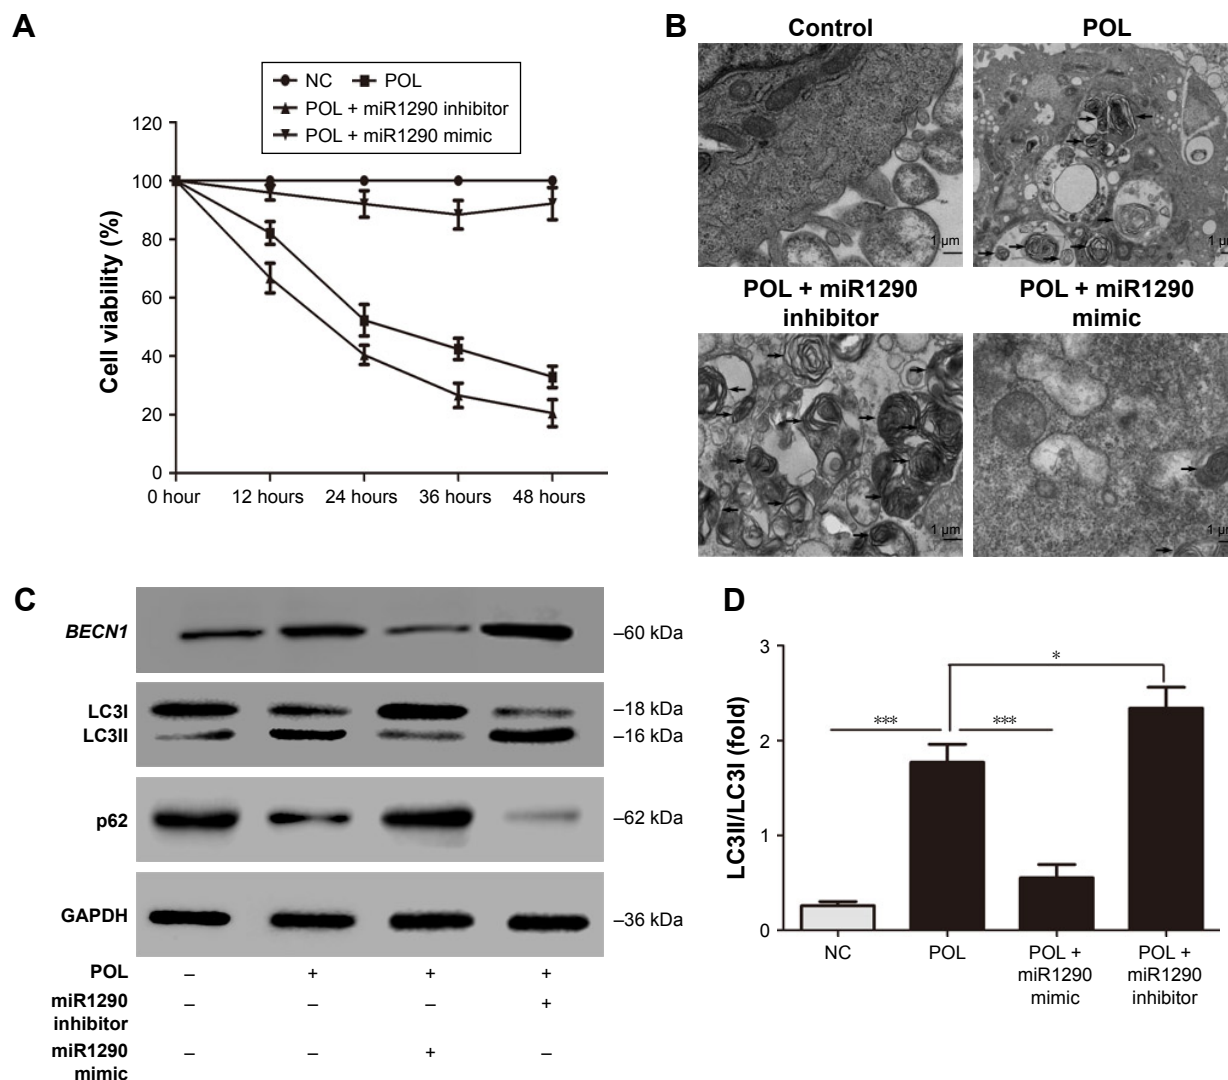 A
NC POL
POL + miR1290 inhibitor
POL + miR1290 mimic
Cell viability (%)
120
100
80
60
40
20
0
0 hour 12 hours 24 hours 36 hours 48 hours
B
Control POL
1 µm 1 µm
POL + miR1290 inhibitor
POL + miR1290 mimic
1 µm 1 µm
C
BECN1 –60 kDa
LC3I –18 kDa
LC3II –16 kDa
p62 –62 kDa
GAPDH –36 kDa
POL – + + +
miR1290 inhibitor – – – +
miR1290 mimic – – + –
D
LC3II/LC3I (fold)
3
2
1
0
*
*** ***
NC POL POL + miR1290 mimic POL + miR1290 inhibitor